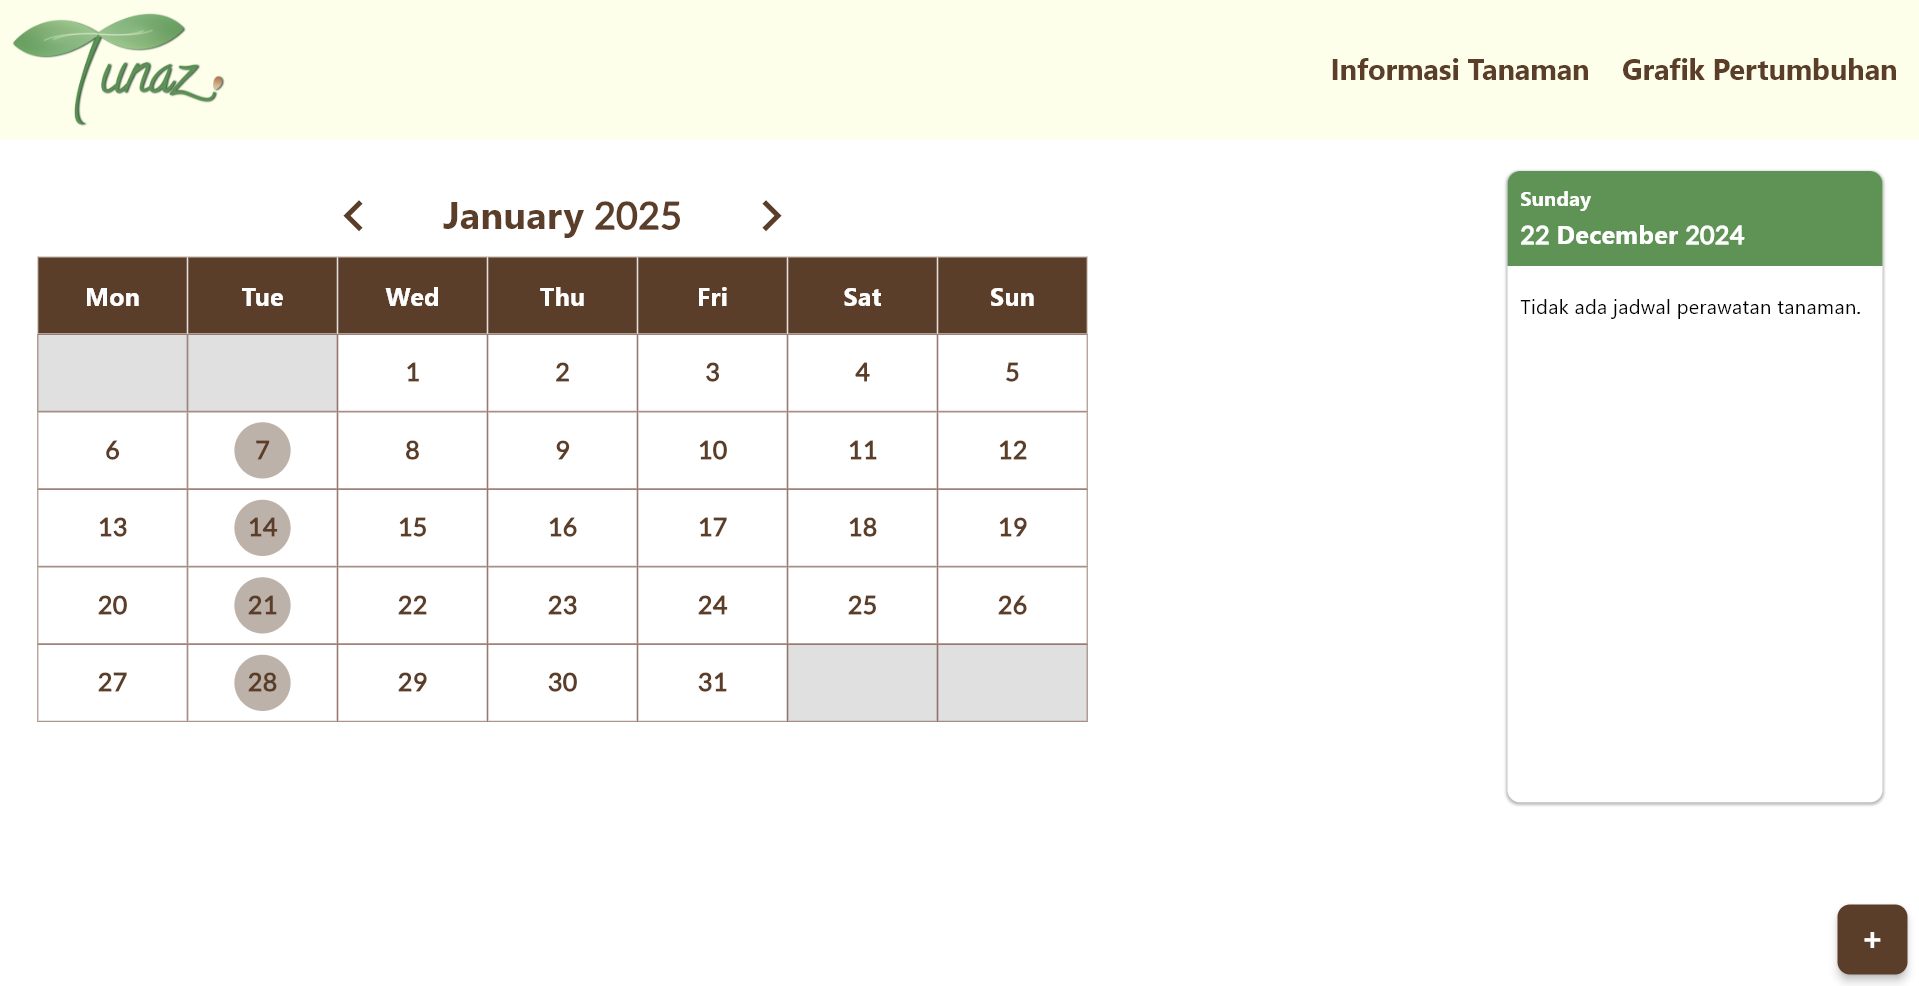 Tunaz
Informasi Tanaman Grafik Pertumbuhan
January 2025
Mon Tue Wed Thu Fri Sat Sun
1 2 3 4 5
6 7 8 9 10 11 12
13 14 15 16 17 18 19
20 21 22 23 24 25 26
27 28 29 30 31
Sunday
22 December 2024
Tidak ada jadwal perawatan tanaman.
+